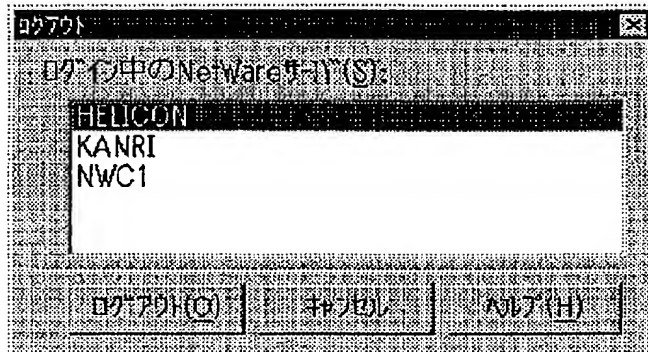 ログアウト
ログイン中のNetWareサーバ(S):
HELICON
KANRI
NWC1
ログアウト(O)
キャンセル
ヘルプ(H)